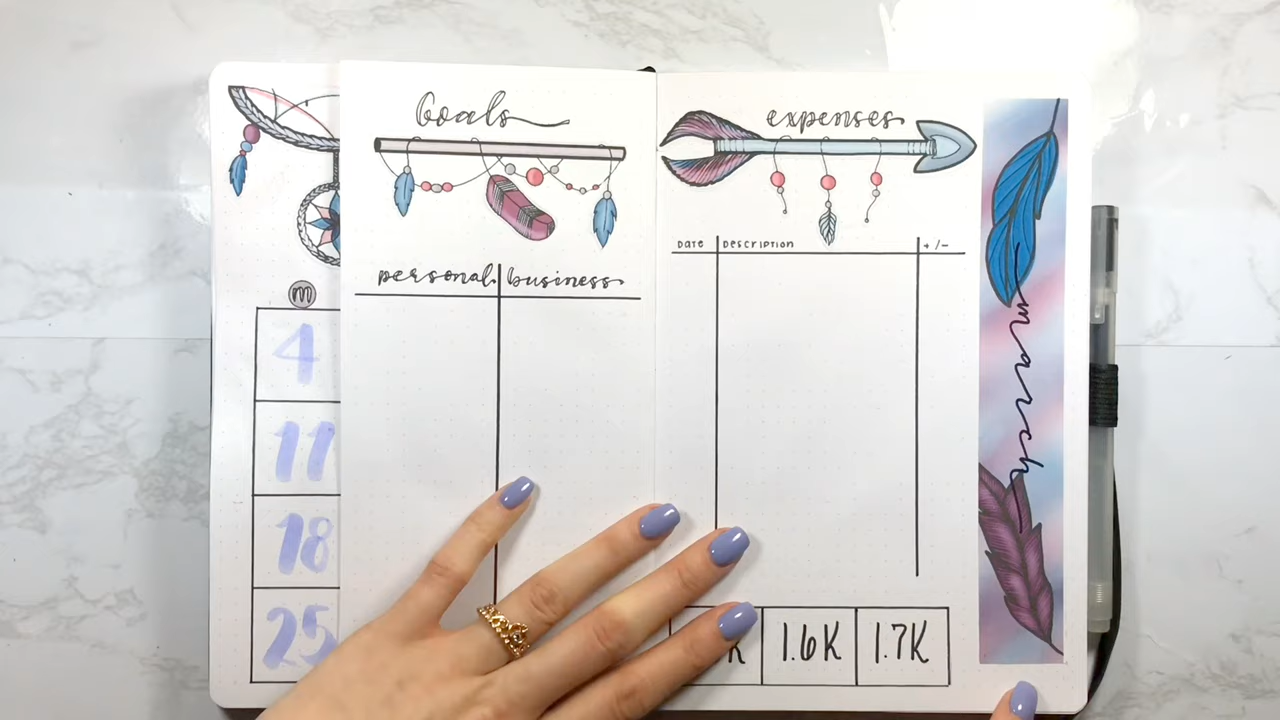 m
4
11
18
25
Goals
personal business
expenses
Date Description +/-
K 1.6K 1.7K
march